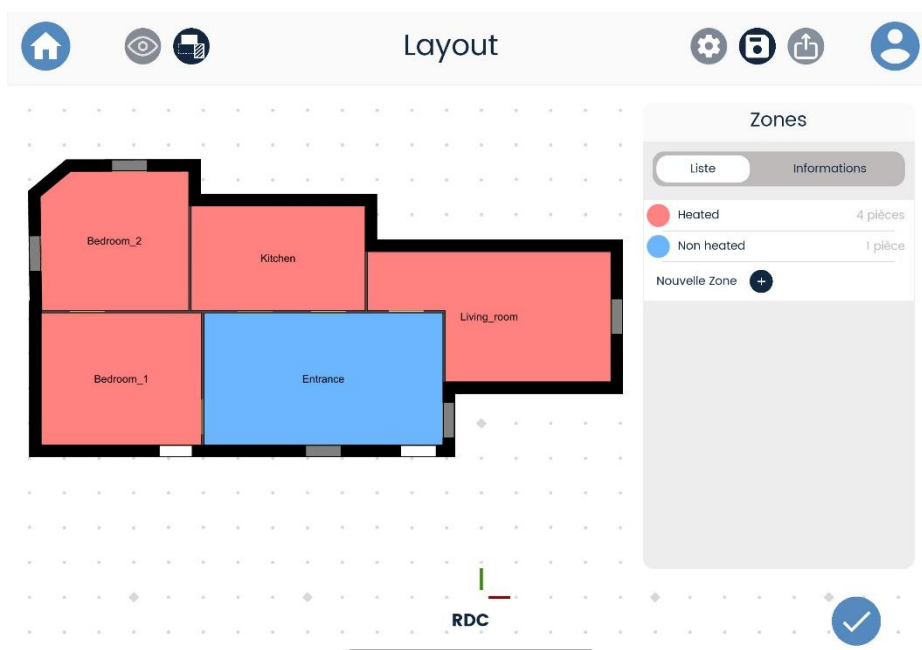 Layout
Zones
Liste Informations
Heated 4 pièces
Non heated 1 pièce
Nouvelle Zone
Bedroom_2
Kitchen
Living_room
Bedroom_1
Entrance
RDC